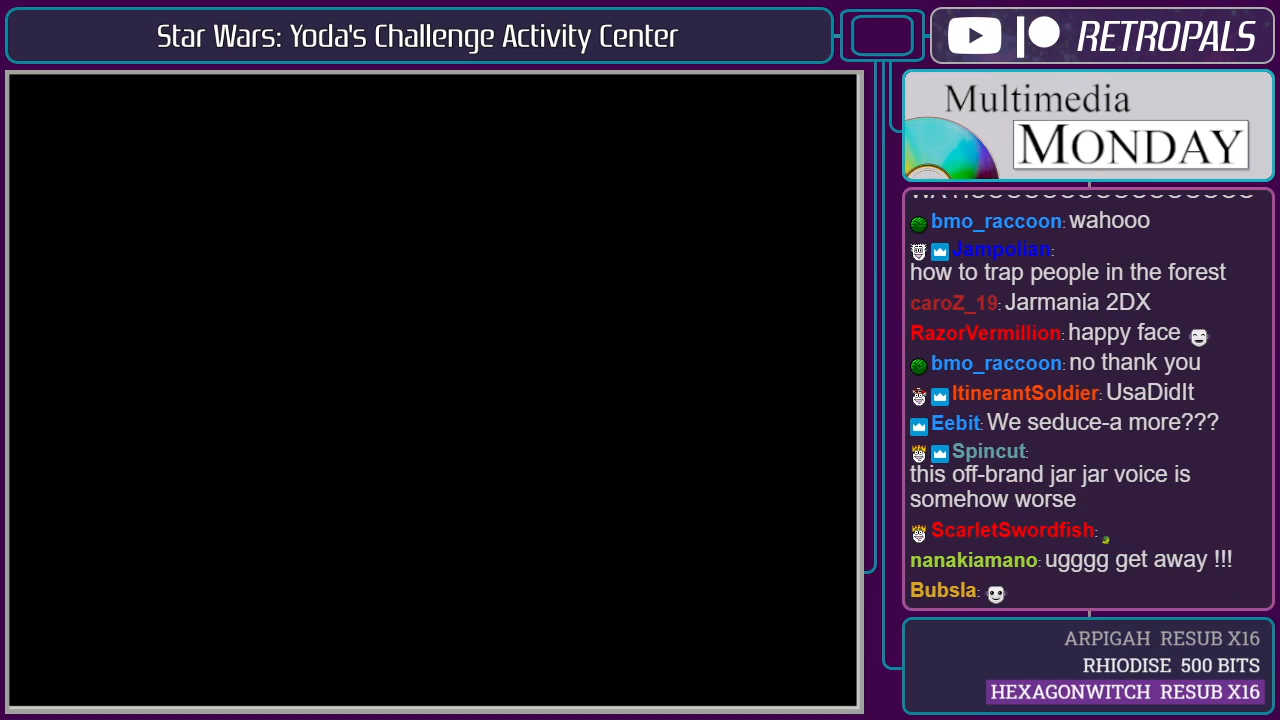 Star Wars: Yoda's Challenge Activity Center
RETROPALS
Multimedia
MONDAY
bmo_raccoon: wahooo
Jampolian:
how to trap people in the forest
caroZ_19: Jarmania 2DX
RazorVermillion: happy face
bmo_raccoon: no thank you
ItinerantSoldier: UsaDidIt
Eebit: We seduce-a more???
Spincut:
this off-brand jar jar voice is
somehow worse
ScarletSwordfish:
nanakiamano: ugggg get away !!!
Bubsla:
ARPIGAH RESUB X16
RHIODISE 500 BITS
HEXAGONWITCH RESUB X16